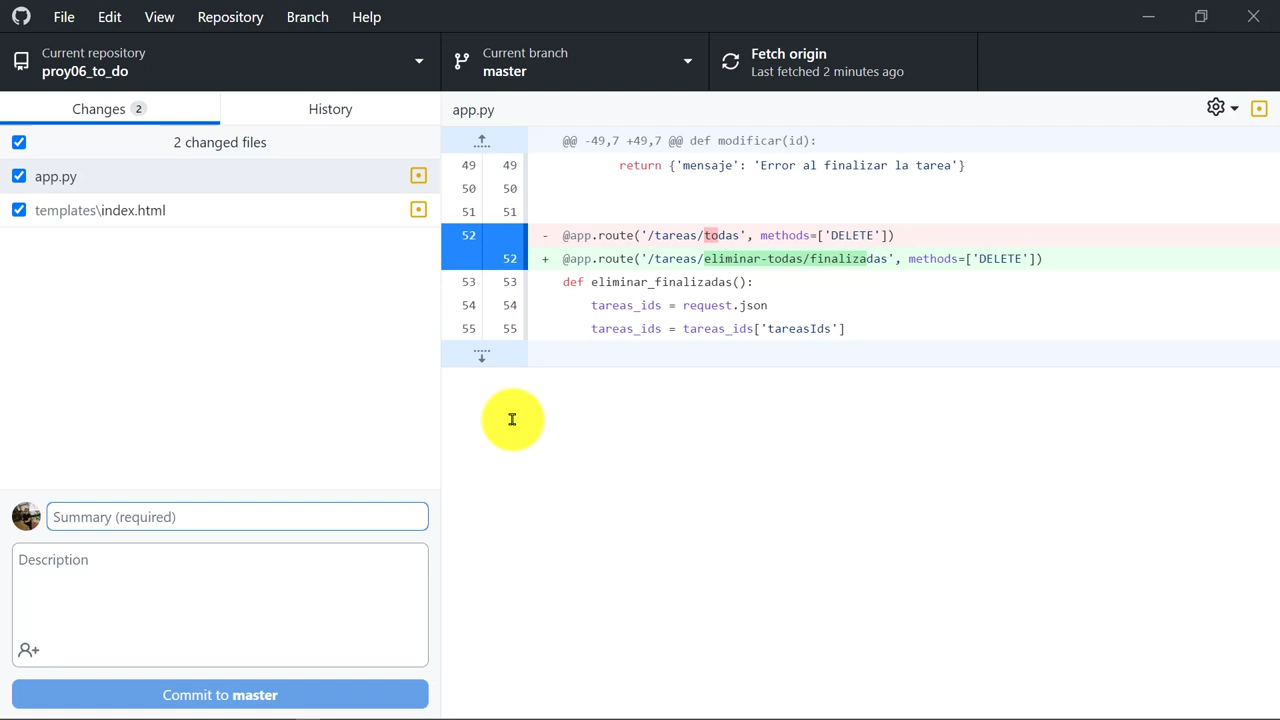 File Edit View Repository Branch Help
Current repository
proy06_to_do
Current branch
master
Fetch origin
Last fetched 2 minutes ago
Changes 2 History
2 changed files
app.py
templates\index.html
Summary (required)
Description
Commit to master
app.py
@@ -49,7 +49,7 @@ def modificar(id):
49 49 return {'mensaje': 'Error al finalizar la tarea'}
50 50
51 51
52 - @app.route('/tareas/todas', methods=['DELETE'])
52 + @app.route('/tareas/eliminar-todas/finalizadas', methods=['DELETE'])
53 53 def eliminar_finalizadas():
54 54 tareas_ids = request.json
55 55 tareas_ids = tareas_ids['tareasIds']